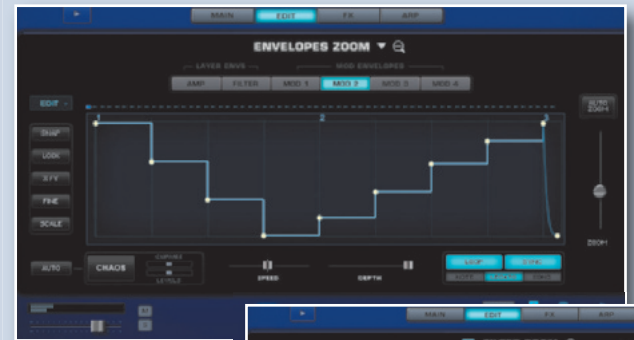 MAIN EDIT FX ARP
ENVELOPES ZOOM
LAYER ENVS MOD ENVELOPES
AMP FILTER MOD 1 MOD 2 MOD 3 MOD 4
EDIT
AUTO ZOOM
1 2 3
SNAP
LOCK
FINE
SCALE
ZOOM
AUTO
CHAOS
CURVES
LEVELS
SPEED
DEPTH
LOOP SYNC
M
S
MAIN EDIT FX ARP